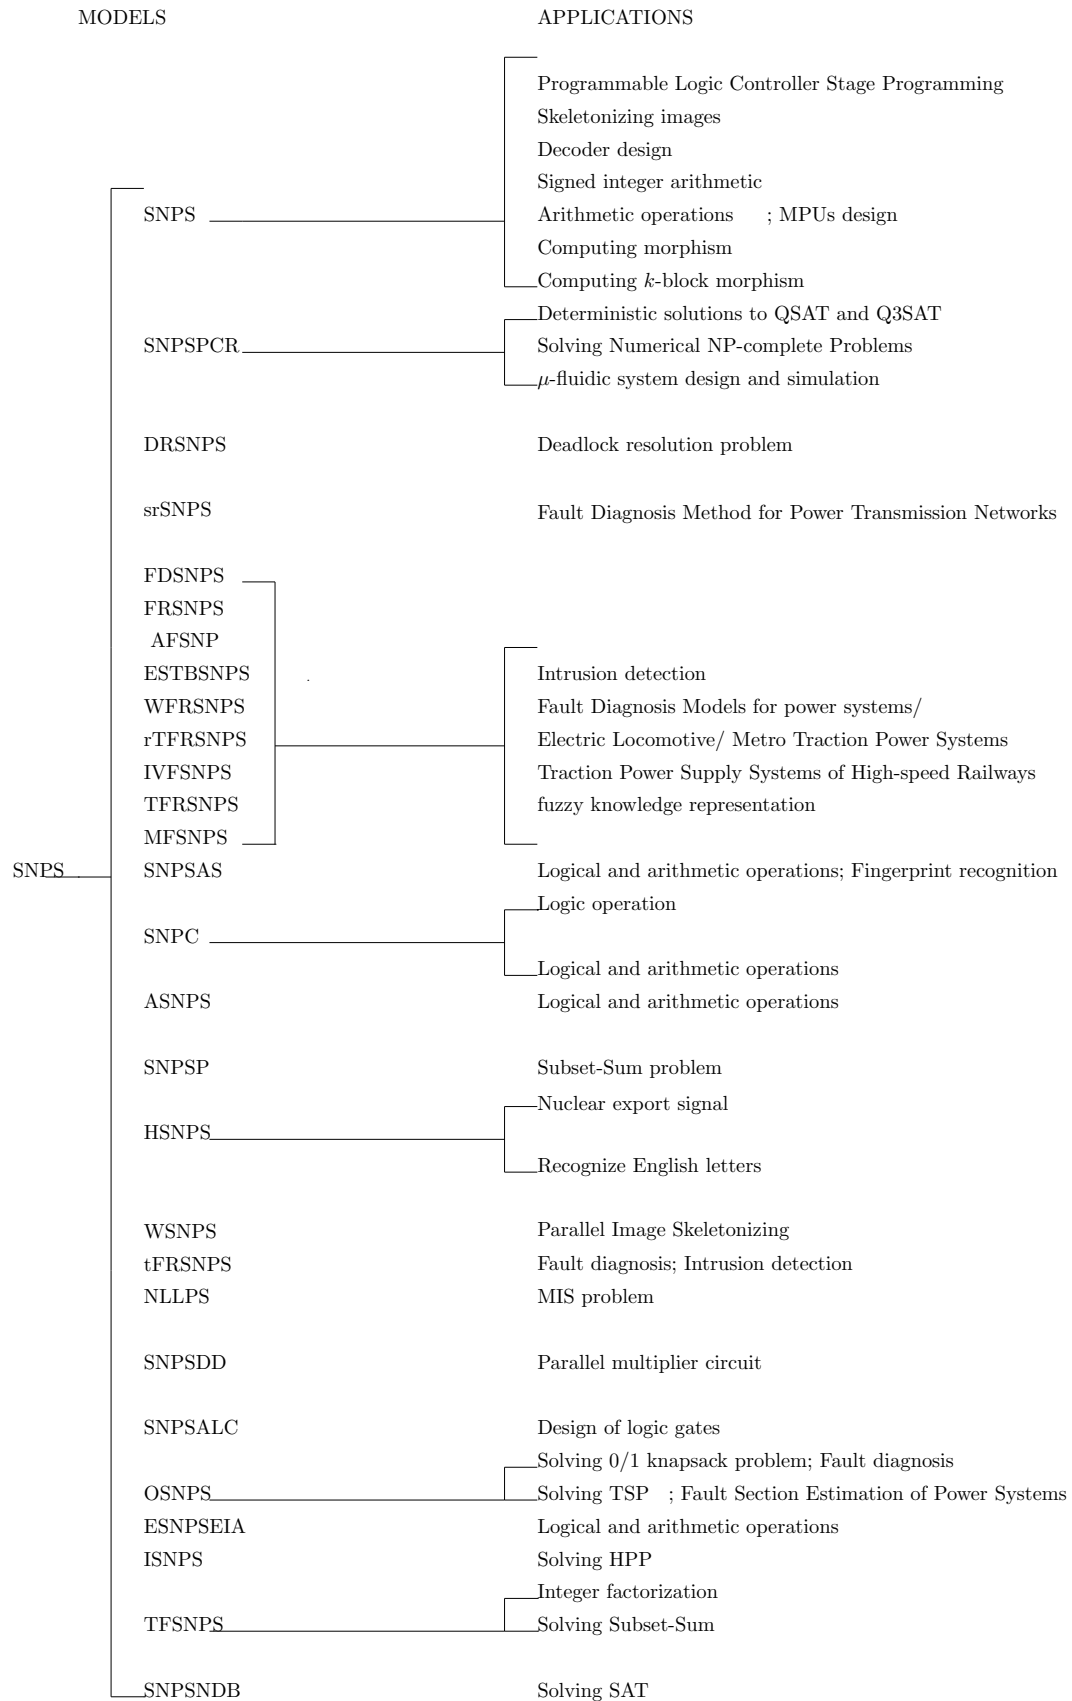 MODELS APPLICATIONS
Programmable Logic Controller Stage Programming
Skeletonizing images
Decoder design
Signed integer arithmetic
SNPS Arithmetic operations ; MPUs design
Computing morphism
Computing k-block morphism
Deterministic solutions to QSAT and Q3SAT
SNPSPCR Solving Numerical NP-complete Problems
μ-fluidic system design and simulation
DRSNPS Deadlock resolution problem
srSNPS Fault Diagnosis Method for Power Transmission Networks
FDSNPS
FRSNPS
AFSNP
ESTBSNPS . Intrusion detection
WFRSNPS Fault Diagnosis Models for power systems/
rTFRSNPS Electric Locomotive/ Metro Traction Power Systems
IVFSNPS Traction Power Supply Systems of High-speed Railways
TFRSNPS fuzzy knowledge representation
MFSNPS
SNPS SNPSAS Logical and arithmetic operations; Fingerprint recognition
Logic operation
SNPC
Logical and arithmetic operations
ASNPS Logical and arithmetic operations
SNPSP Subset-Sum problem
Nuclear export signal
HSNPS
Recognize English letters
WSNPS Parallel Image Skeletonizing
tFRSNPS Fault diagnosis; Intrusion detection
NLLPS MIS problem
SNPSDD Parallel multiplier circuit
SNPSALC Design of logic gates
Solving 0/1 knapsack problem; Fault diagnosis
OSNPS Solving TSP ; Fault Section Estimation of Power Systems
ESNPSEIA Logical and arithmetic operations
ISNPS Solving HPP
Integer factorization
TFSNPS Solving Subset-Sum
SNPSNDB Solving SAT